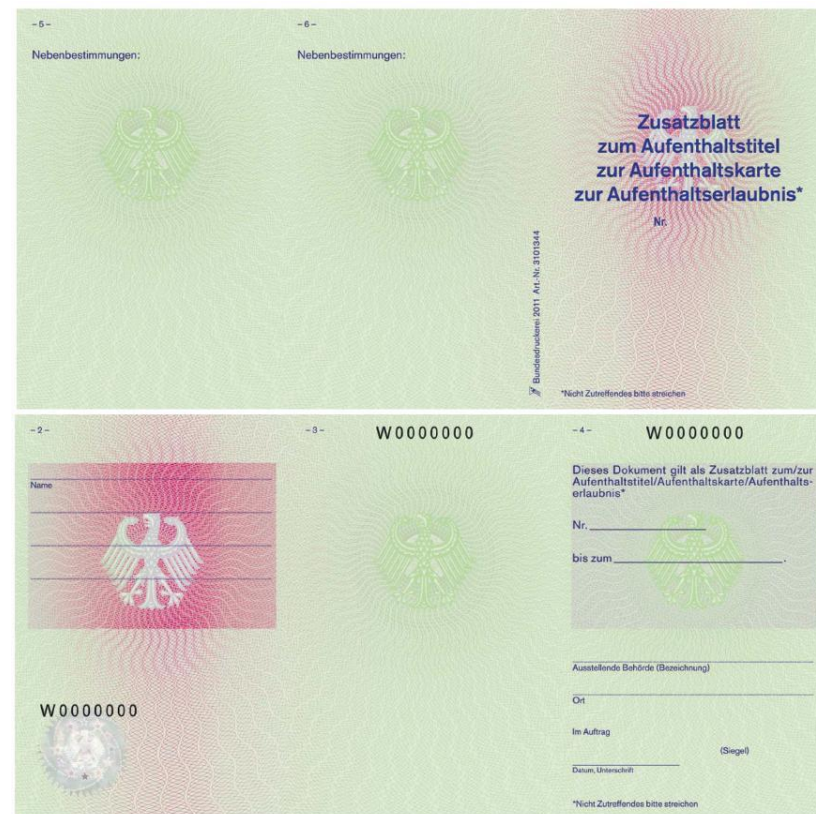 -5-
Nebenbestimmungen:
-6-
Nebenbestimmungen:
Zusatzblatt
zum Aufenthaltstitel
zur Aufenthaltskarte
zur Aufenthaltserlaubnis*
Nr.
Bundesdruckerei 2011 Art.-Nr. 3101344
*Nicht Zutreffendes bitte streichen
-2-
Name
W0000000
-3-
W0000000
-4-
W0000000
Dieses Dokument gilt als Zusatzblatt zum/zur
Aufenthaltstitel/Aufenthaltskarte/Aufenthalts-
erlaubnis*
Nr.
bis zum .
Ausstellende Behörde (Bezeichnung)
Ort
Im Auftrag
(Siegel)
Datum, Unterschrift
*Nicht Zutreffendes bitte streichen